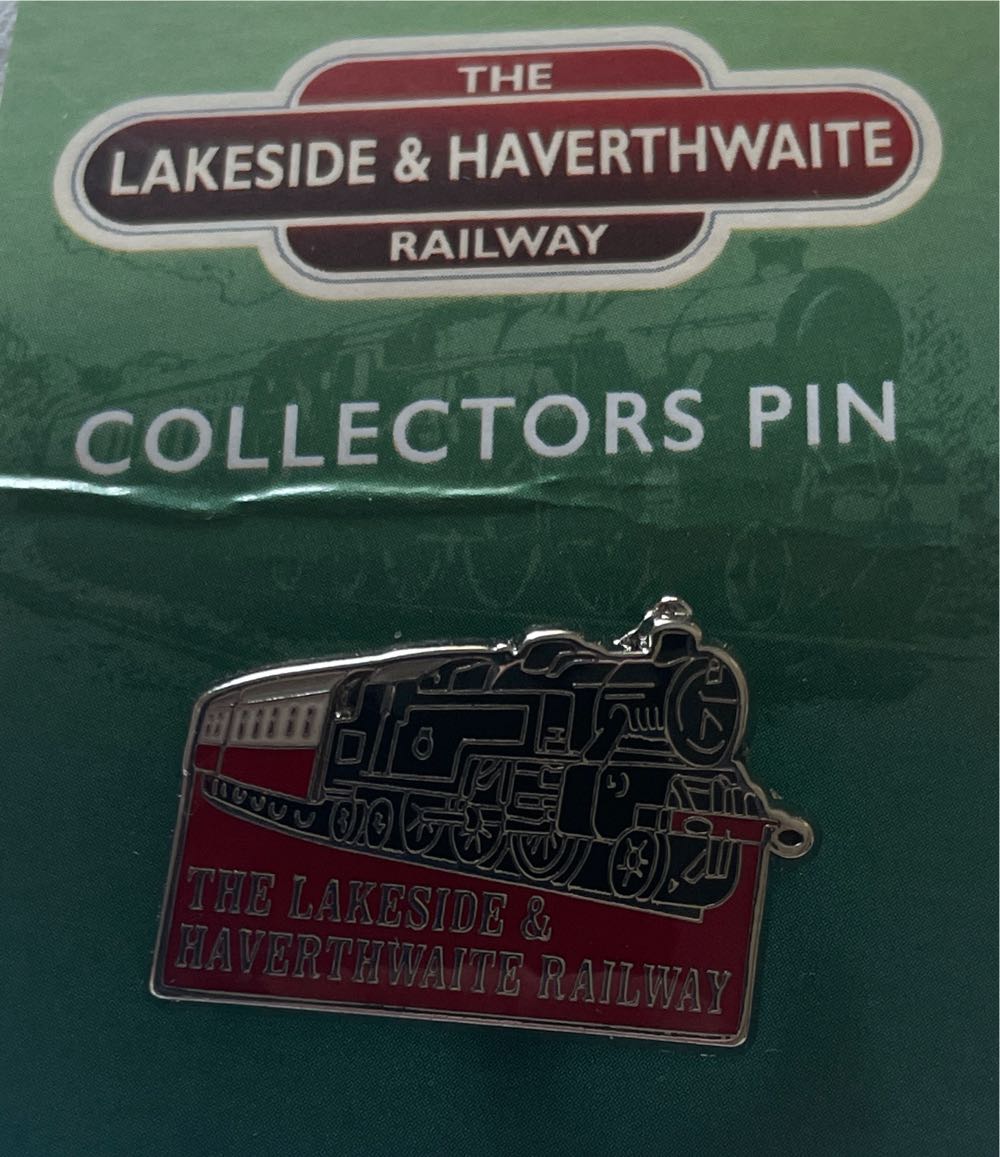 THE
LAKESIDE & HAVERTHWAITE
RAILWAY
COLLECTORS PIN
THE LAKESIDE &
HAVERTHWAITE RAILWAY